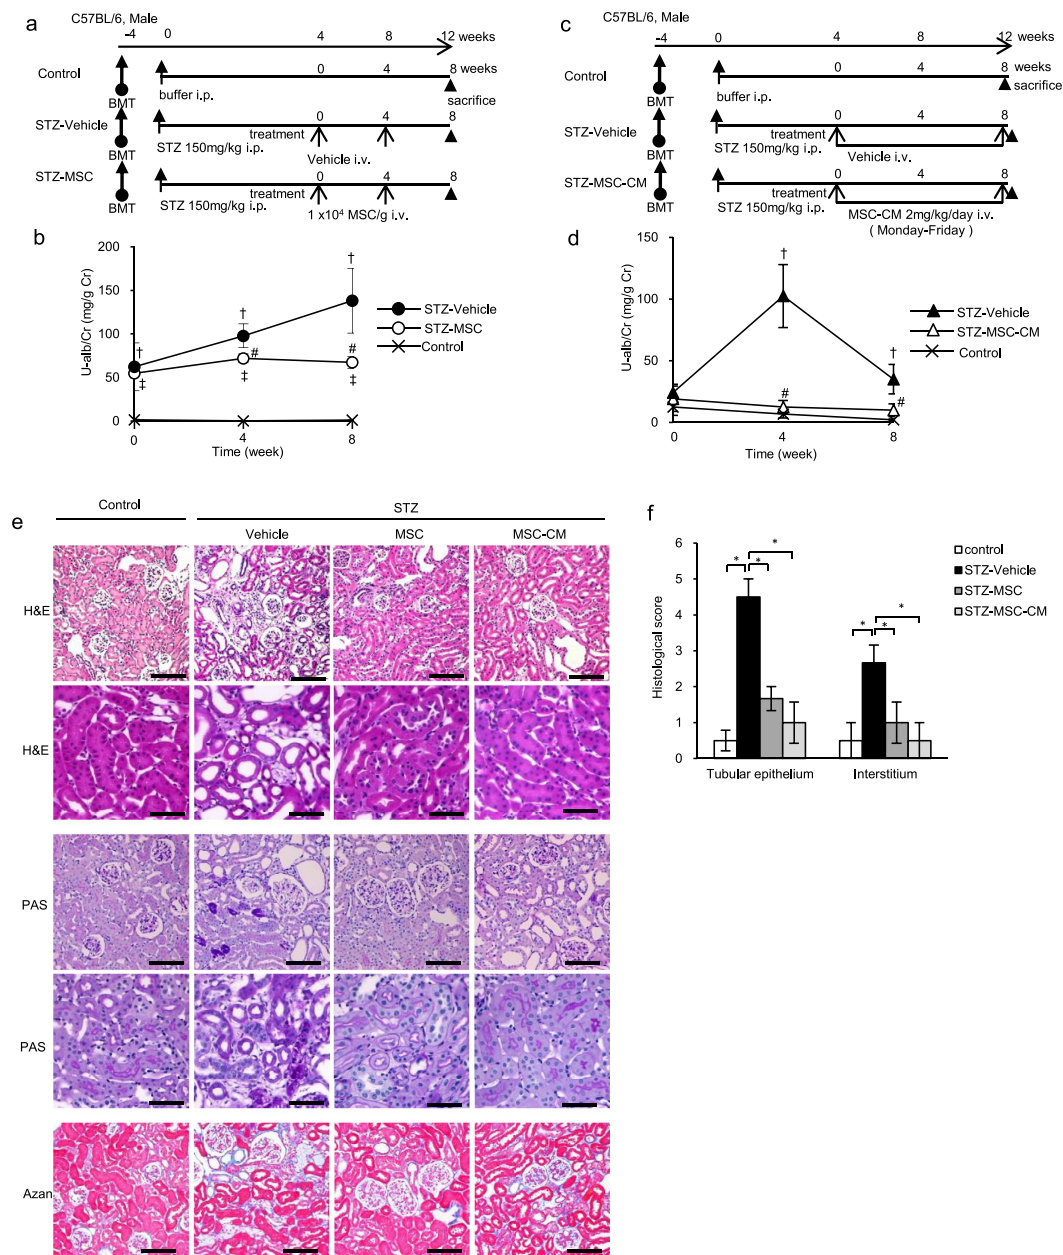 a
C57BL/6, Male
-4 0 4 8 12 weeks
Control
BMT
buffer i.p.
0 4 8 weeks
sacrifice
STZ-Vehicle
BMT
STZ 150mg/kg i.p.
treatment
0 4 8
Vehicle i.v.
STZ-MSC
BMT
STZ 150mg/kg i.p.
treatment
0 4 8
1 x10⁴ MSC/g i.v.
c
C57BL/6, Male
-4 0 4 8 12 weeks
Control
BMT
buffer i.p.
0 4 8 weeks
sacrifice
STZ-Vehicle
BMT
STZ 150mg/kg i.p.
treatment
0 4 8
Vehicle i.v.
STZ-MSC-CM
BMT
STZ 150mg/kg i.p.
treatment
0 4 8
MSC-CM 2mg/kg/day i.v.
( Monday-Friday )
b
U-alb/Cr (mg/g Cr)
200
150
100
50
0
† † †
# #
‡ ‡ ‡
0 4 8
Time (week)
STZ-Vehicle
STZ-MSC
Control
d
U-alb/Cr (mg/g Cr)
150
100
50
0
† †
# #
0 4 8
Time (week)
STZ-Vehicle
STZ-MSC-CM
Control
e
Control STZ
Vehicle MSC MSC-CM
H&E
H&E
PAS
PAS
Azan
f
Histological score
6
5
4
3
2
1
0
* * *
* * *
Tubular epithelium Interstitium
control
STZ-Vehicle
STZ-MSC
STZ-MSC-CM